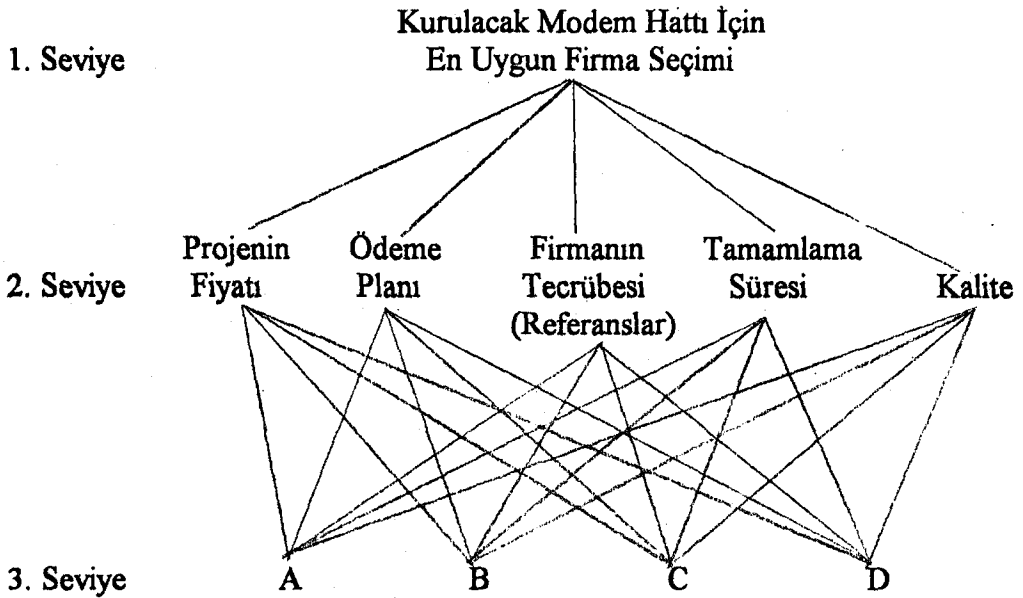 Kurulacak Modem Hattı İçin
1. Seviye En Uygun Firma Seçimi
Projenin Ödeme Firmanın Tamamlama
2. Seviye Fiyatı Planı Tecrübesi Süresi Kalite
(Referanslar)
3. Seviye A B C D